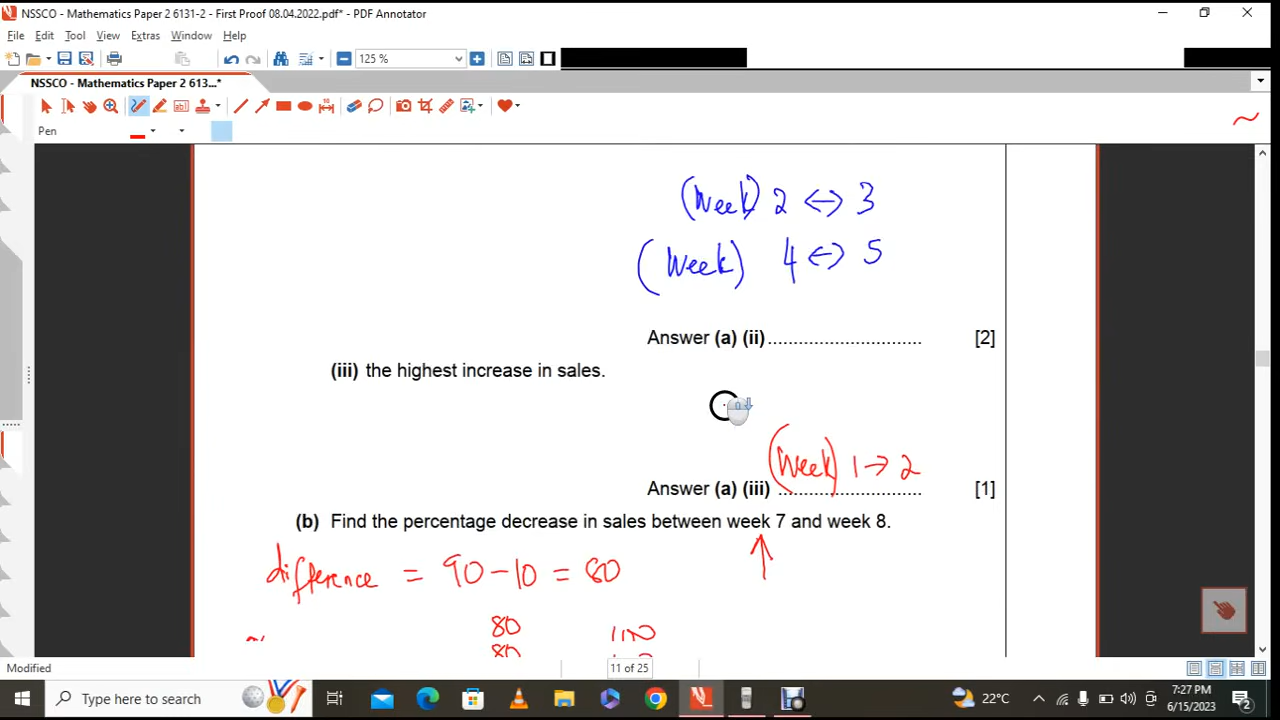 NSSCO - Mathematics Paper 2 6131-2 - First Proof 08.04.2022.pdf* - PDF Annotator
File Edit Tool View Extras Window Help
125 %
NSSCO - Mathematics Paper 2 613...*
Pen
(Week) 2 <-> 3
(Week) 4 <-> 5
Answer (a) (ii)............................. [2]
(iii) the highest increase in sales.
(Week) 1 → 2
Answer (a) (iii) ........................... [1]
(b) Find the percentage decrease in sales between week 7 and week 8.
difference = 90 - 10 = 80
80 100
80
Modified
11 of 25
Type here to search
22°C
7:27 PM
6/15/2023
2